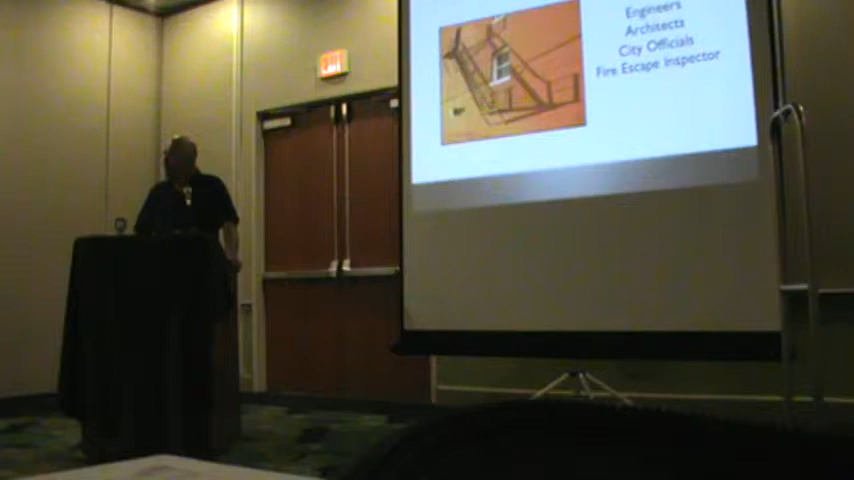 EXIT
Engineers
Architects
City Officials
Fire Escape Inspector